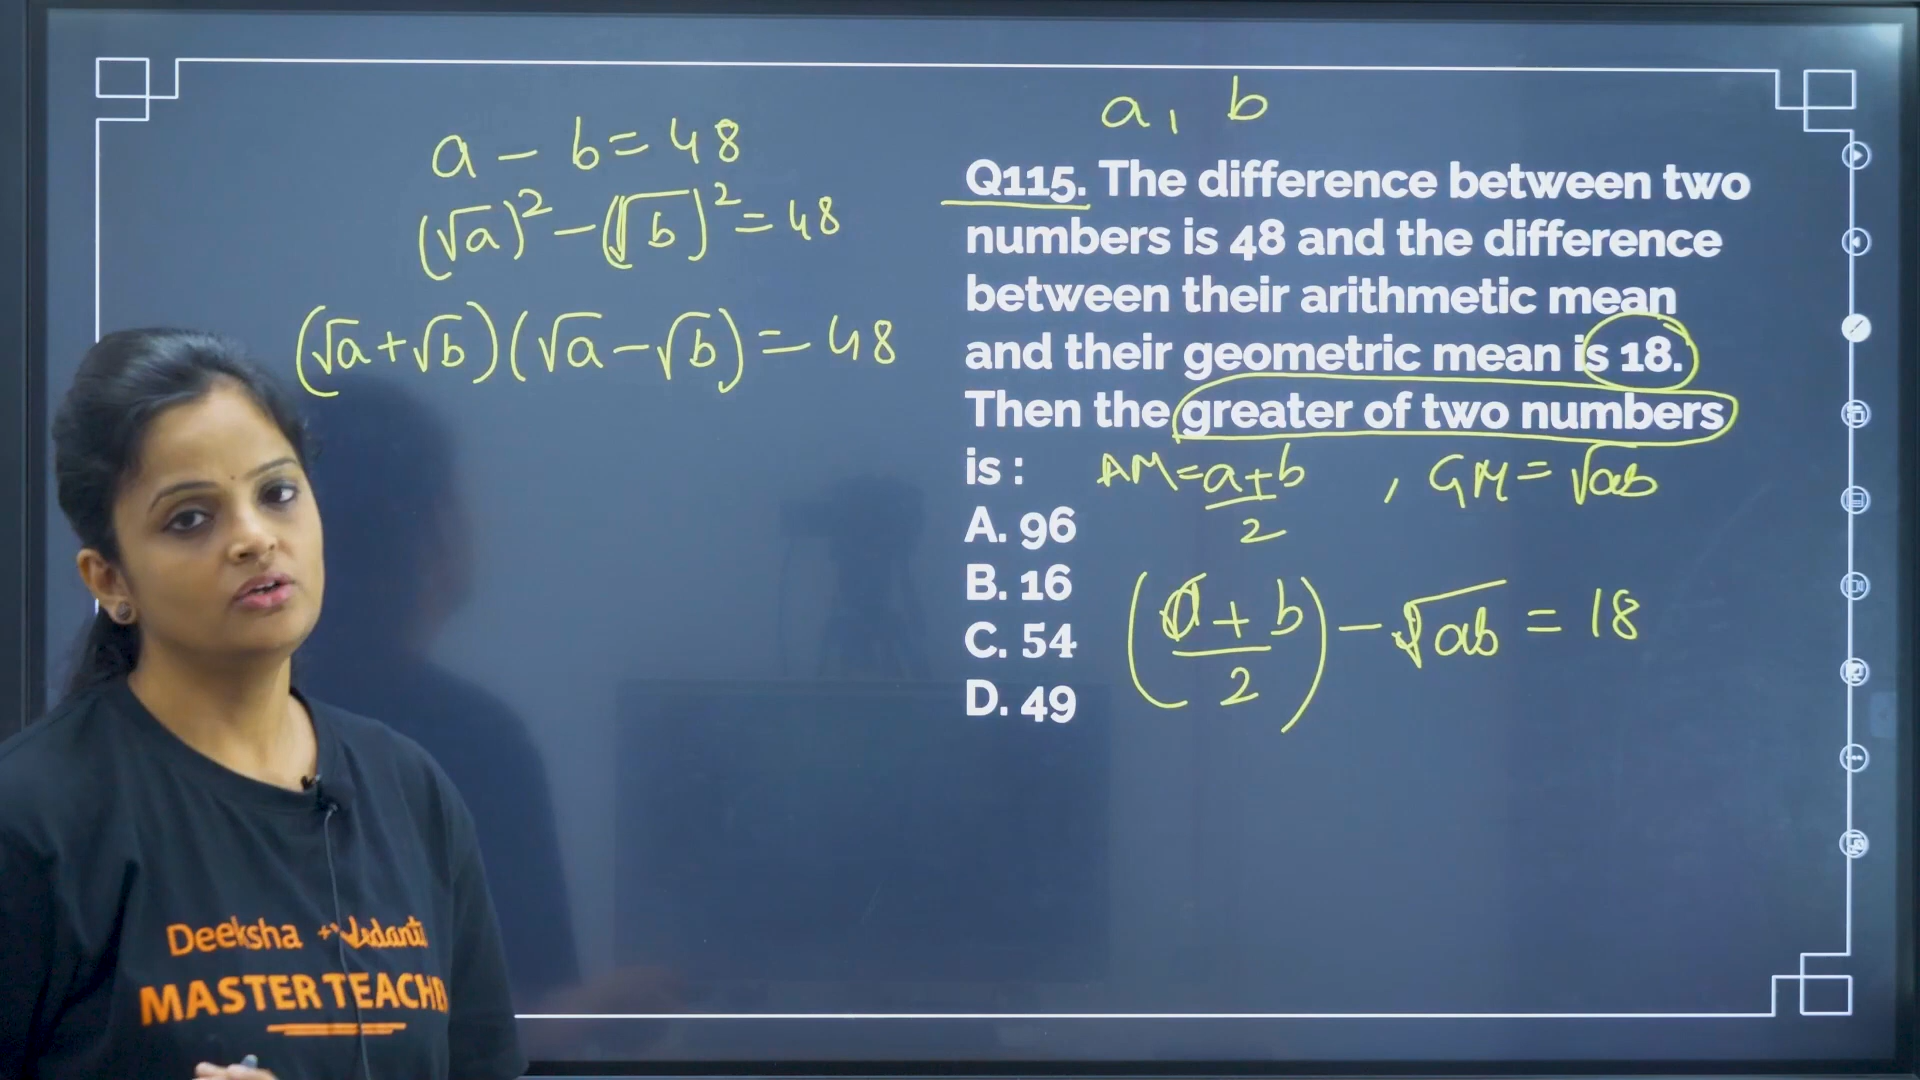 a - b = 48
(√a)² - (√b)² = 48
(√a + √b)(√a - √b) = 48
a, b
Q115. The difference between two
numbers is 48 and the difference
between their arithmetic mean
and their geometric mean is 18.
Then the greater of two numbers
is :
AM = a+b/2 , GM = √ab
A. 96
B. 16
C. 54
D. 49
(a+b/2) - √ab = 18
Deeksha + Vedantu
MASTER TEACHE